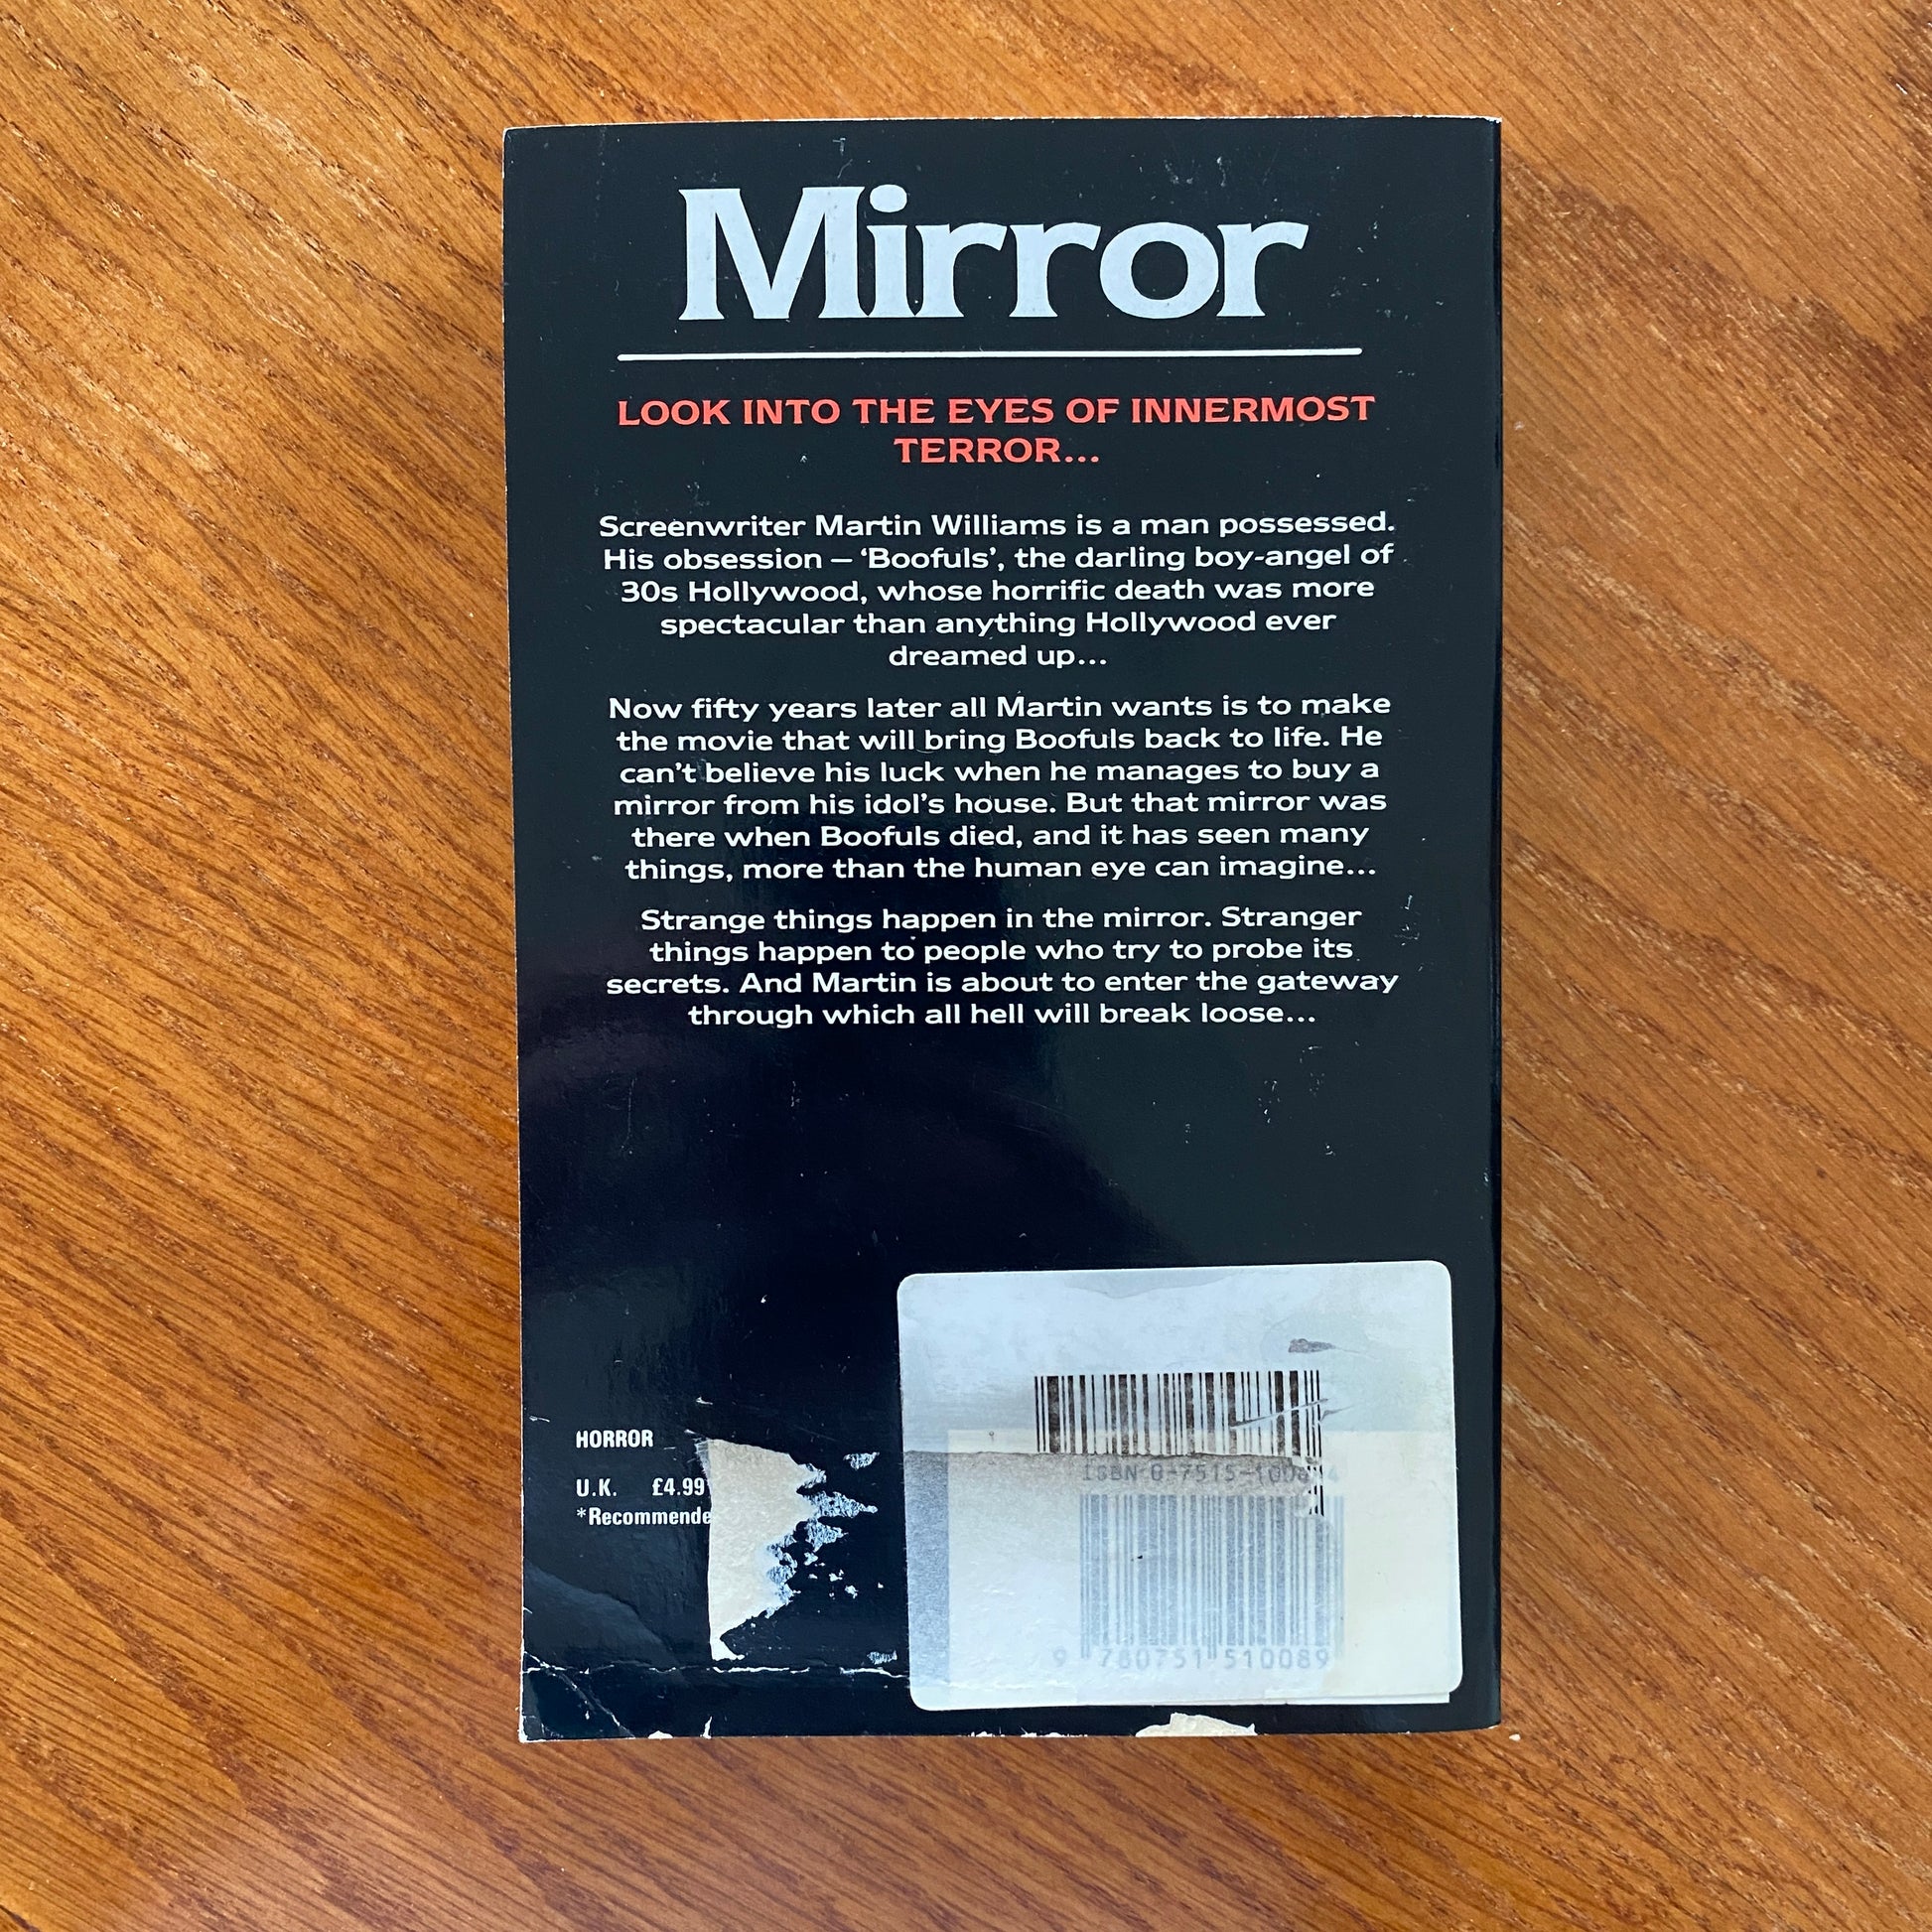 Mirror
LOOK INTO THE EYES OF INNERMOST
TERROR...
Screenwriter Martin Williams is a man possessed.
His obsession – ‘Boofuls’, the darling boy-angel of
30s Hollywood, whose horrific death was more
spectacular than anything Hollywood ever
dreamed up...
Now fifty years later all Martin wants is to make
the movie that will bring Boofuls back to life. He
can’t believe his luck when he manages to buy a
mirror from his idol’s house. But that mirror was
there when Boofuls died, and it has seen many
things, more than the human eye can imagine...
Strange things happen in the mirror. Stranger
things happen to people who try to probe its
secrets. And Martin is about to enter the gateway
through which all hell will break loose...
HORROR
U.K. £4.99
*Recommende
ISBN
9 780751 510089